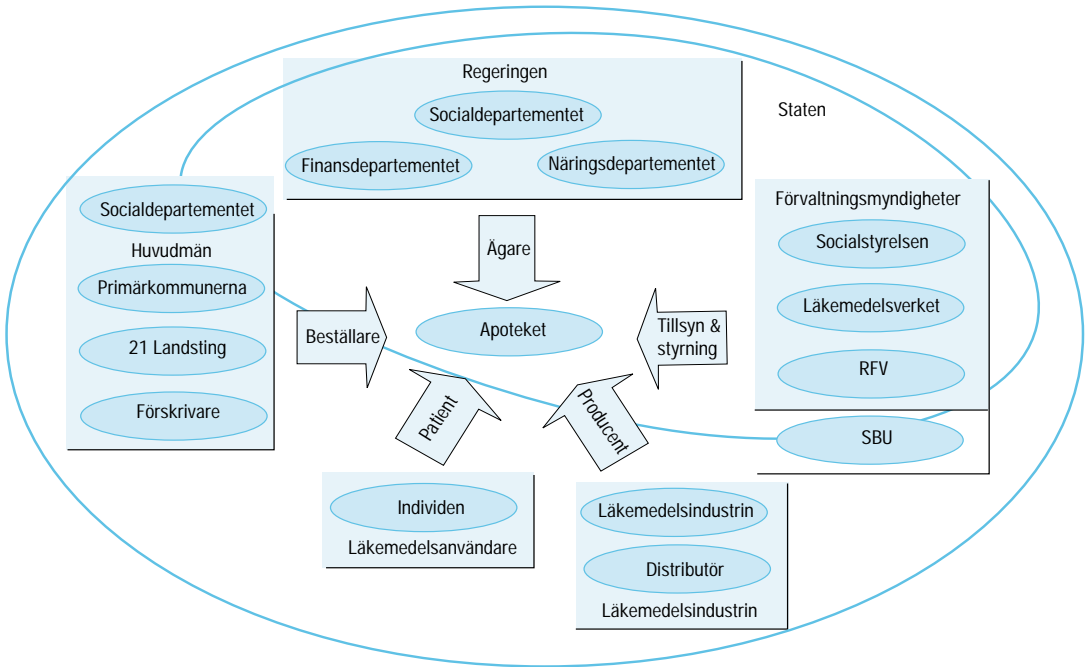 Regeringen
Socialdepartementet
Finansdepartementet
Näringsdepartementet
Staten
Socialdepartementet
Huvudmän
Primärkommunerna
21 Landsting
Förskrivare
Förvaltningsmyndigheter
Socialstyrelsen
Läkemedelsverket
RFV
SBU
Ägare
Beställare
Apoteket
Tillsyn &
styrning
Patient
Producent
Individen
Läkemedelsanvändare
Läkemedelsindustrin
Distributör
Läkemedelsindustrin